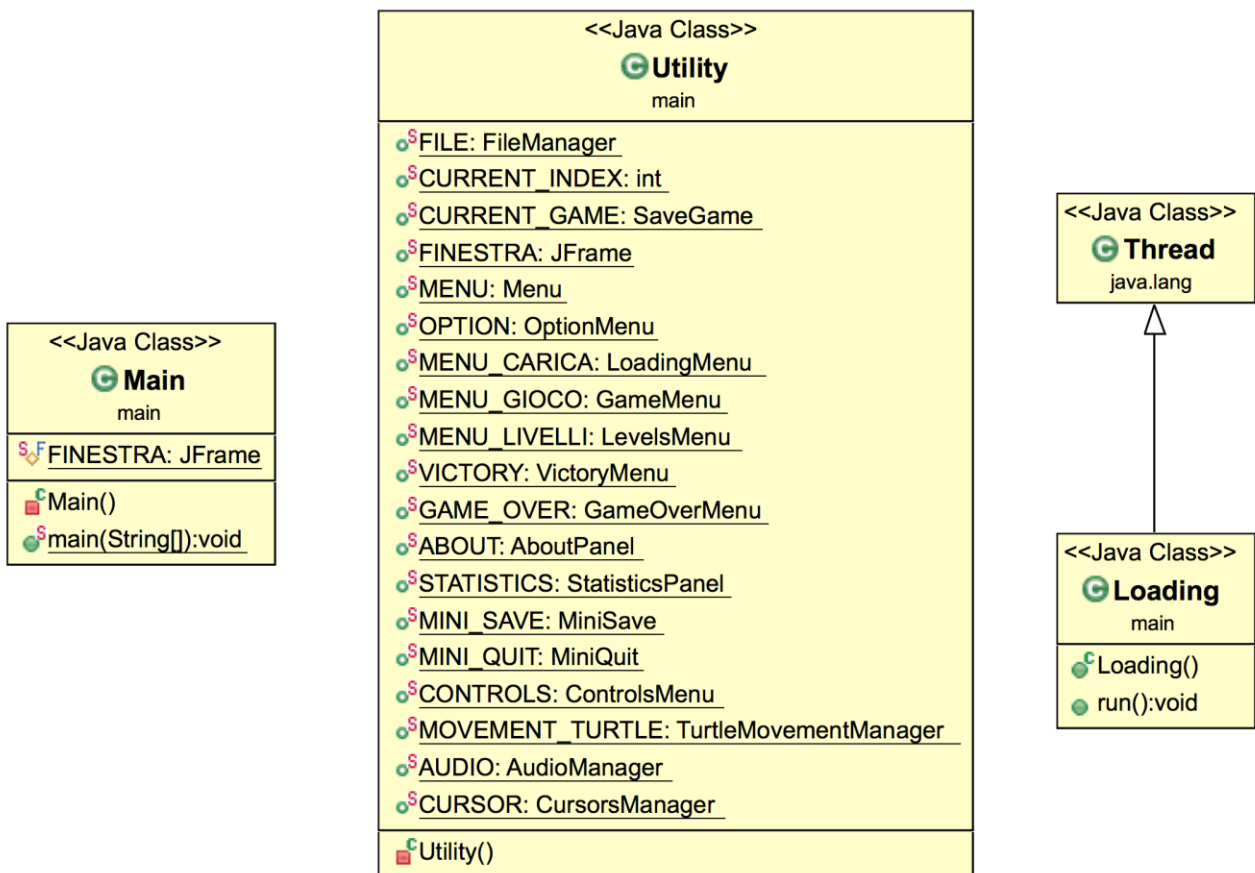 <<Java Class>>
Main
main
FINESTRA: JFrame
Main()
main(String[]):void
<<Java Class>>
Utility
main
FILE: FileManager
CURRENT_INDEX: int
CURRENT_GAME: SaveGame
FINESTRA: JFrame
MENU: Menu
OPTION: OptionMenu
MENU_CARICA: LoadingMenu
MENU_GIOCO: GameMenu
MENU_LIVELLI: LevelsMenu
VICTORY: VictoryMenu
GAME_OVER: GameOverMenu
ABOUT: AboutPanel
STATISTICS: StatisticsPanel
MINI_SAVE: MiniSave
MINI_QUIT: MiniQuit
CONTROLS: ControlsMenu
MOVEMENT_TURTLE: TurtleMovementManager
AUDIO: AudioManager
CURSOR: CursorsManager
Utility()
<<Java Class>>
Thread
java.lang
<<Java Class>>
Loading
main
Loading()
run():void